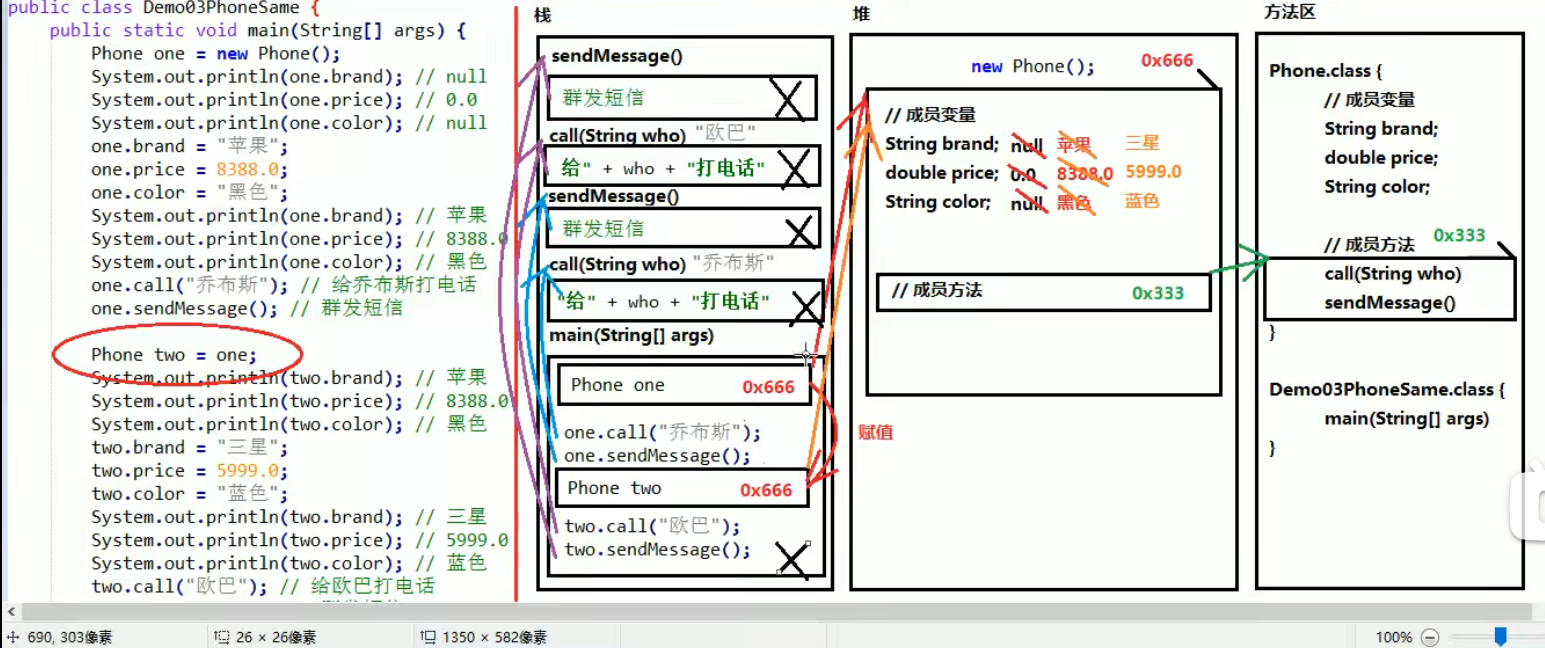 public class Demo03PhoneSame {
public static void main(String[] args) {
Phone one = new Phone();
System.out.println(one.brand); // null
System.out.println(one.price); // 0.0
System.out.println(one.color); // null
one.brand = "苹果";
one.price = 8388.0;
one.color = "黑色";
System.out.println(one.brand); // 苹果
System.out.println(one.price); // 8388.0
System.out.println(one.color); // 黑色
one.call("乔布斯"); // 给乔布斯打电话
one.sendMessage(); // 群发短信
Phone two = one;
System.out.println(two.brand); // 苹果
System.out.println(two.price); // 8388.0
System.out.println(two.color); // 黑色
two.brand = "三星";
two.price = 5999.0;
two.color = "蓝色";
System.out.println(two.brand); // 三星
System.out.println(two.price); // 5999.0
System.out.println(two.color); // 蓝色
two.call("欧巴"); // 给欧巴打电话
栈
sendMessage()
群发短信
call(String who) "欧巴"
给" + who + "打电话"
sendMessage()
群发短信
call(String who) "乔布斯"
"给" + who + "打电话"
main(String[] args)
Phone one 0x666
one.call("乔布斯");
one.sendMessage();
Phone two 0x666
two.call("欧巴");
two.sendMessage();
赋值
堆
new Phone(); 0x666
// 成员变量
String brand; null 苹果 三星
double price; 0.0 8388.0 5999.0
String color; null 黑色 蓝色
// 成员方法 0x333
方法区
Phone.class {
// 成员变量
String brand;
double price;
String color;
// 成员方法 0x333
call(String who)
sendMessage()
}
Demo03PhoneSame.class {
main(String[] args)
}
690, 303像素 26 × 26像素 1350 × 582像素 100%